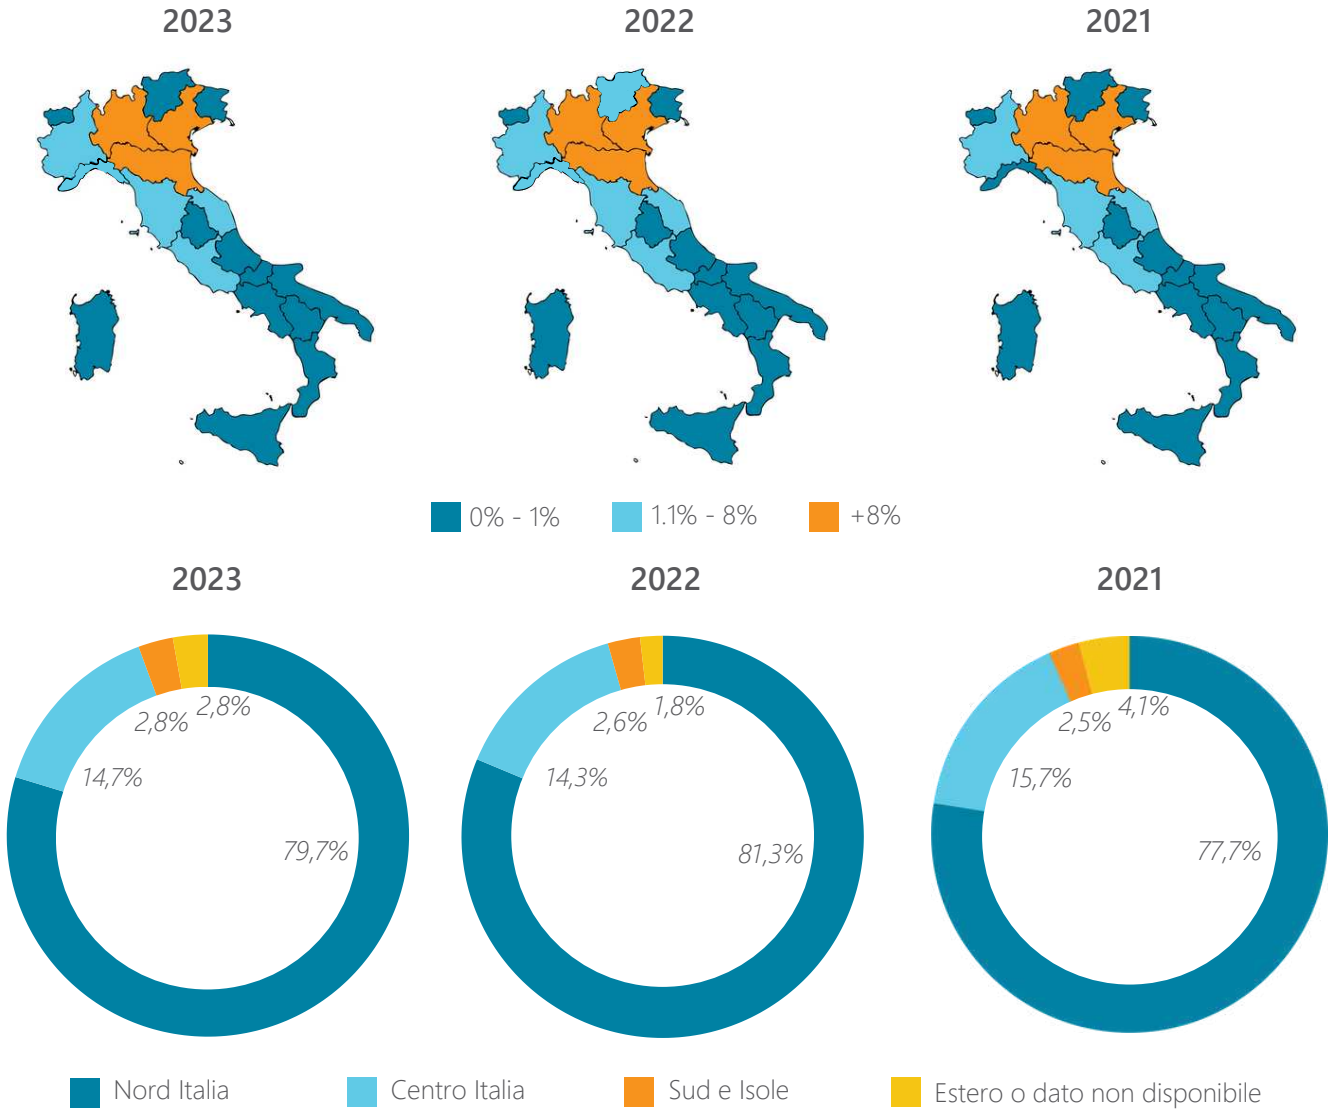 2023 2022 2021
0% - 1% 1.1% - 8% +8%
2023 2022 2021
2,8% 2,8% 14,7% 79,7%
2,6% 1,8% 14,3% 81,3%
2,5% 4,1% 15,7% 77,7%
Nord Italia Centro Italia Sud e Isole Estero o dato non disponibile